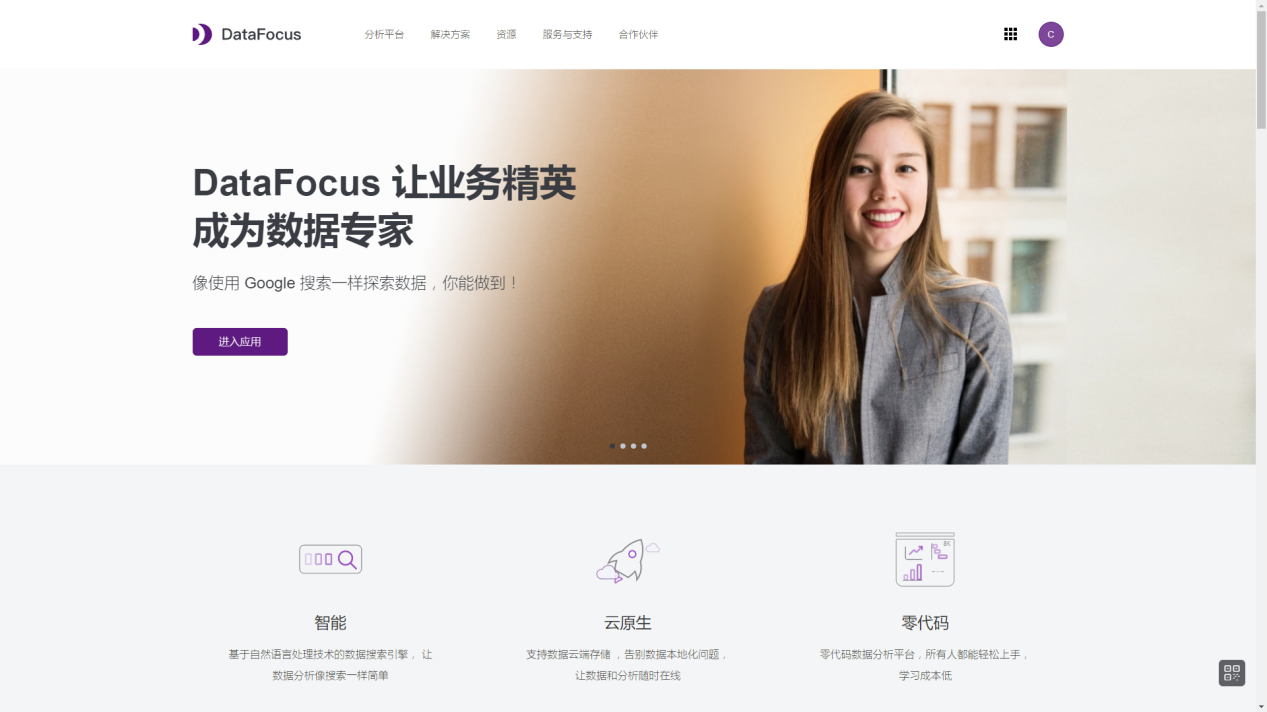 DataFocus
分析平台
解决方案
资源
服务与支持
合作伙伴
C
DataFocus 让业务精英
成为数据专家
像使用 Google 搜索一样探索数据，你能做到！
进入应用
智能
基于自然语言处理技术的数据搜索引擎， 让
数据分析像搜索一样简单
云原生
支持数据云端存储 ，告别数据本地化问题，
让数据和分析随时在线
8K
零代码
零代码数据分析平台，所有人都能轻松上手，
学习成本低